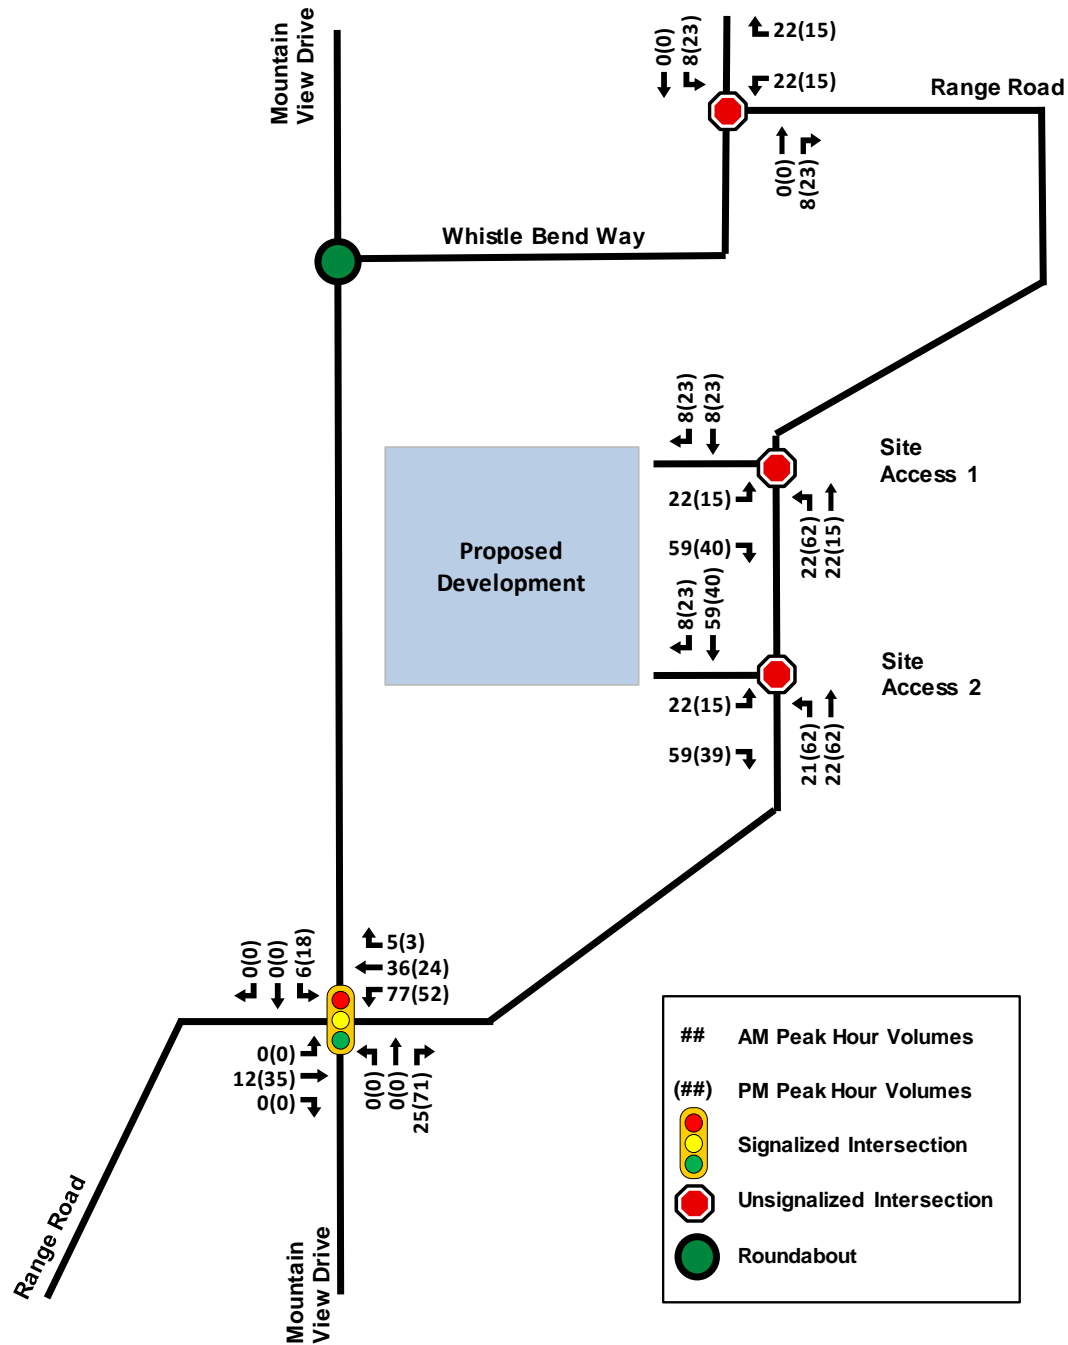 Mountain
View Drive
0(0)
8(23)
22(15)
22(15)
Range Road
0(0)
8(23)
Whistle Bend Way
8(23)
8(23)
Site
Access 1
22(15)
59(40)
22(62)
22(15)
Proposed
Development
8(23)
59(40)
Site
Access 2
22(15)
59(39)
21(62)
22(62)
0(0)
0(0)
6(18)
5(3)
36(24)
77(52)
0(0)
12(35)
0(0)
0(0)
0(0)
25(71)
Range Road
Mountain
View Drive
## AM Peak Hour Volumes
(##) PM Peak Hour Volumes
Signalized Intersection
Unsignalized Intersection
Roundabout